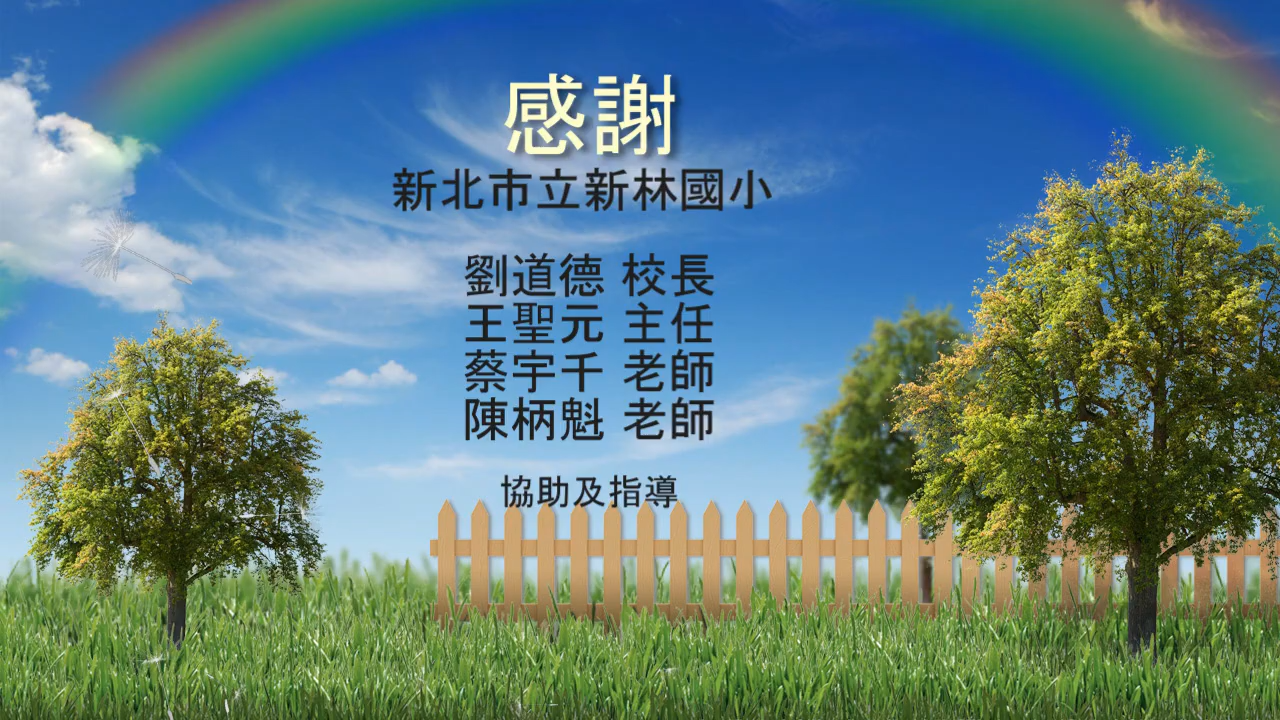 感謝
新北市立新林國小
劉道德 校長
王聖元 主任
蔡宇千 老師
陳柄魁 老師
協助及指導